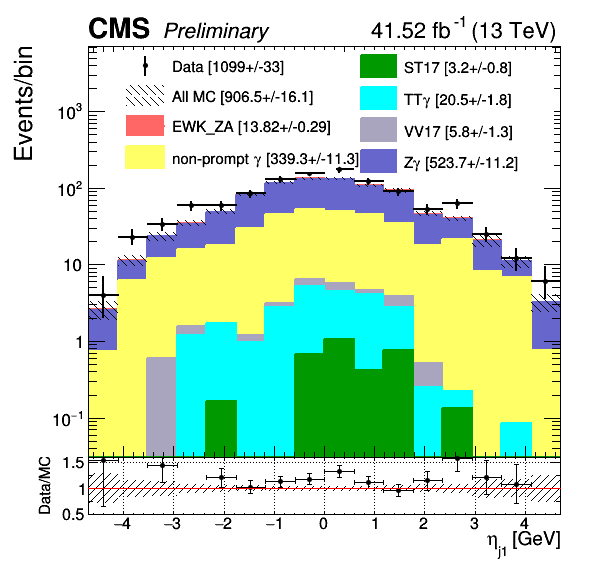 CMS Preliminary 41.52 fb⁻¹ (13 TeV)
Events/bin
Data [1099+/-33]
All MC [906.5+/-16.1]
EWK_ZA [13.82+/-0.29]
non-prompt γ [339.3+/-11.3]
ST17 [3.2+/-0.8]
TTγ [20.5+/-1.8]
VV17 [5.8+/-1.3]
Zγ [523.7+/-11.2]
10³
10²
10
1
10⁻¹
Data/MC
1.5
1
0.5
−4 −3 −2 −1 0 1 2 3 4
η_j1 [GeV]